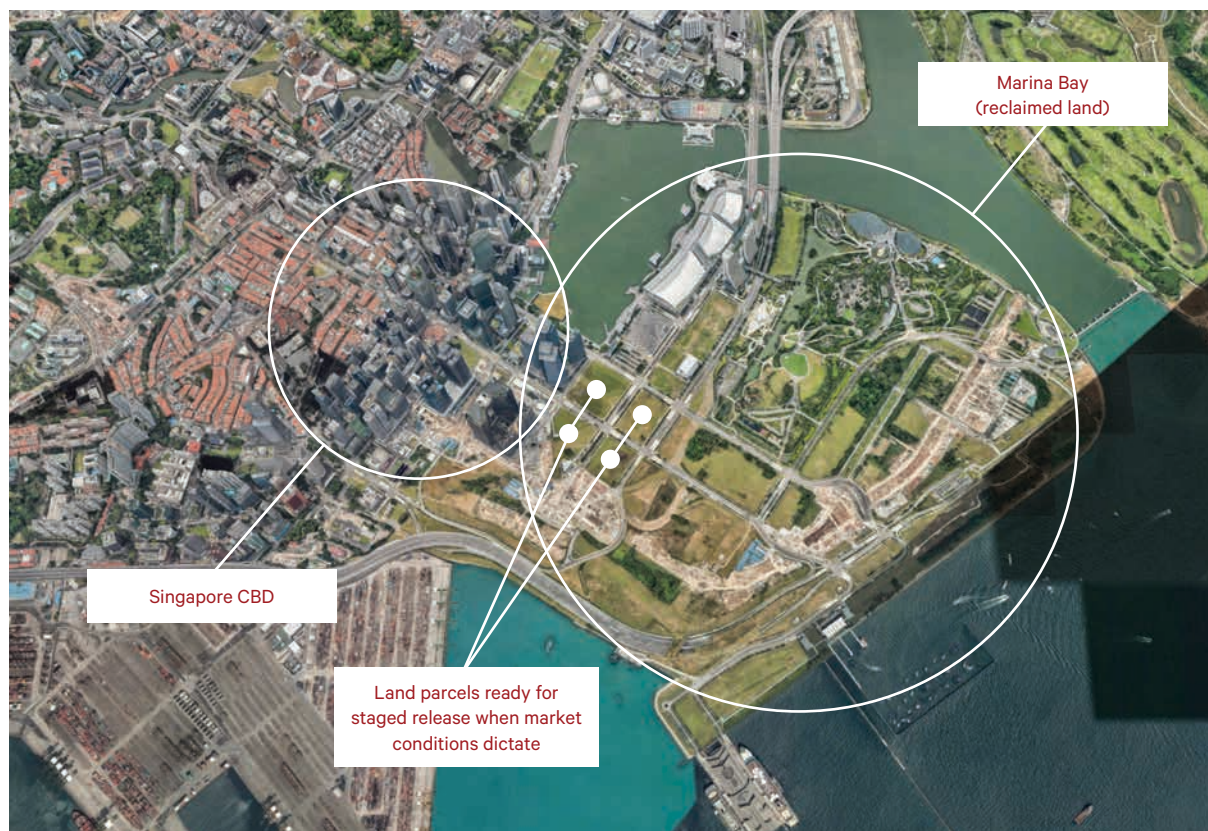 Marina Bay
(reclaimed land)
Singapore CBD
Land parcels ready for
staged release when market
conditions dictate